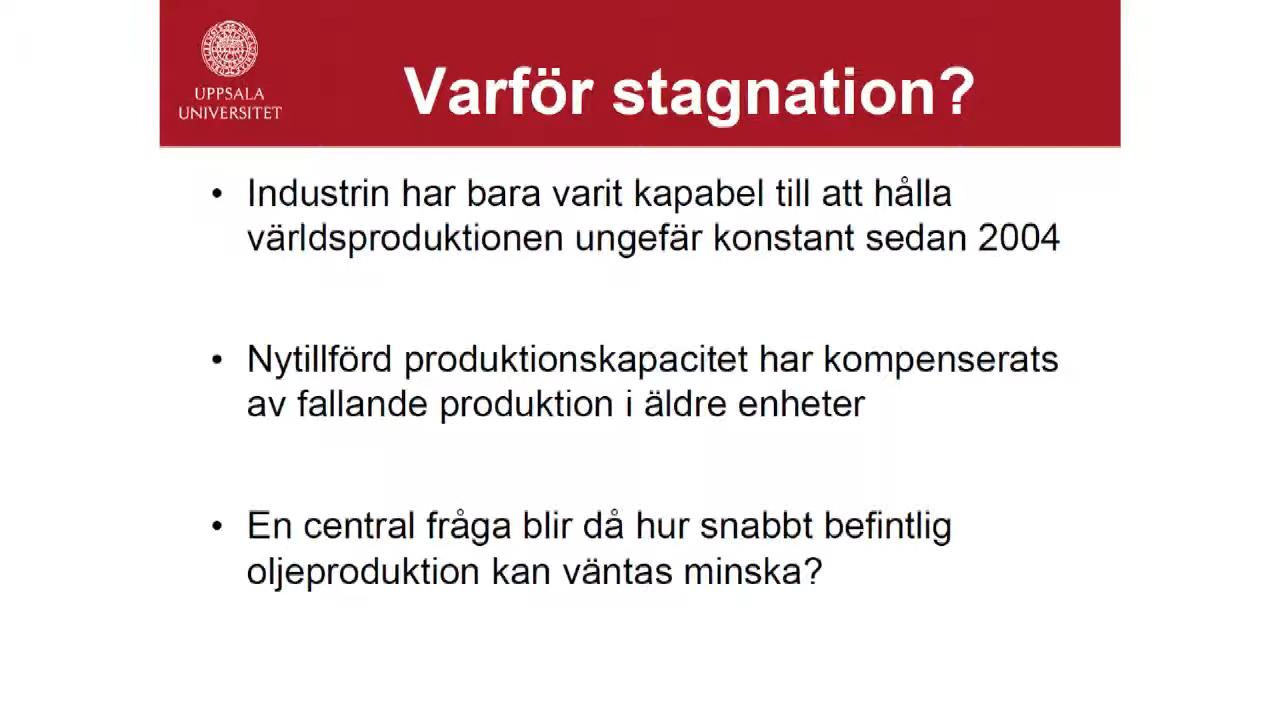 UPPSALA
UNIVERSITET
Varför stagnation?
• Industrin har bara varit kapabel till att hålla
världsproduktionen ungefär konstant sedan 2004
• Nytillförd produktionskapacitet har kompenserats
av fallande produktion i äldre enheter
• En central fråga blir då hur snabbt befintlig
oljeproduktion kan väntas minska?